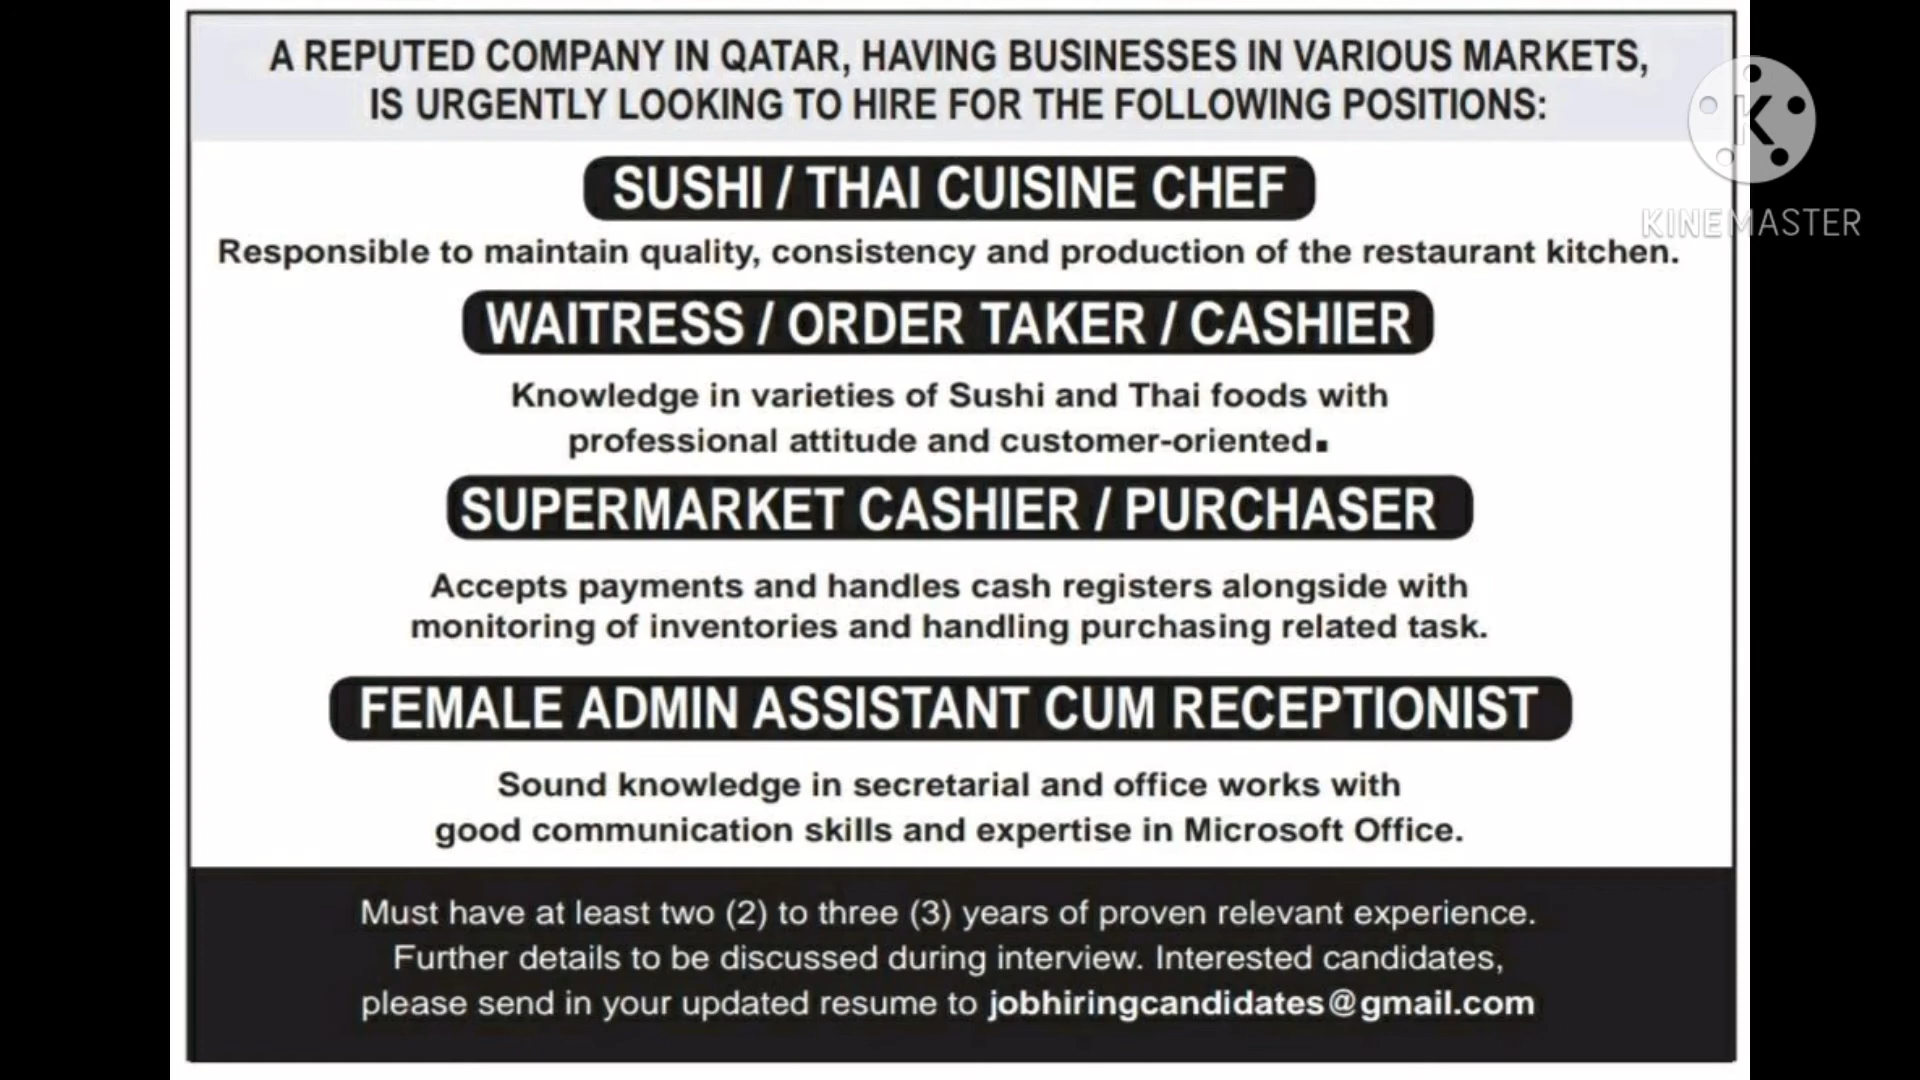 A REPUTED COMPANY IN QATAR, HAVING BUSINESSES IN VARIOUS MARKETS,
IS URGENTLY LOOKING TO HIRE FOR THE FOLLOWING POSITIONS:
K
KINEMASTER
SUSHI / THAI CUISINE CHEF
Responsible to maintain quality, consistency and production of the restaurant kitchen.
WAITRESS / ORDER TAKER / CASHIER
Knowledge in varieties of Sushi and Thai foods with
professional attitude and customer-oriented.
SUPERMARKET CASHIER / PURCHASER
Accepts payments and handles cash registers alongside with
monitoring of inventories and handling purchasing related task.
FEMALE ADMIN ASSISTANT CUM RECEPTIONIST
Sound knowledge in secretarial and office works with
good communication skills and expertise in Microsoft Office.
Must have at least two (2) to three (3) years of proven relevant experience.
Further details to be discussed during interview. Interested candidates,
please send in your updated resume to jobhiringcandidates@gmail.com